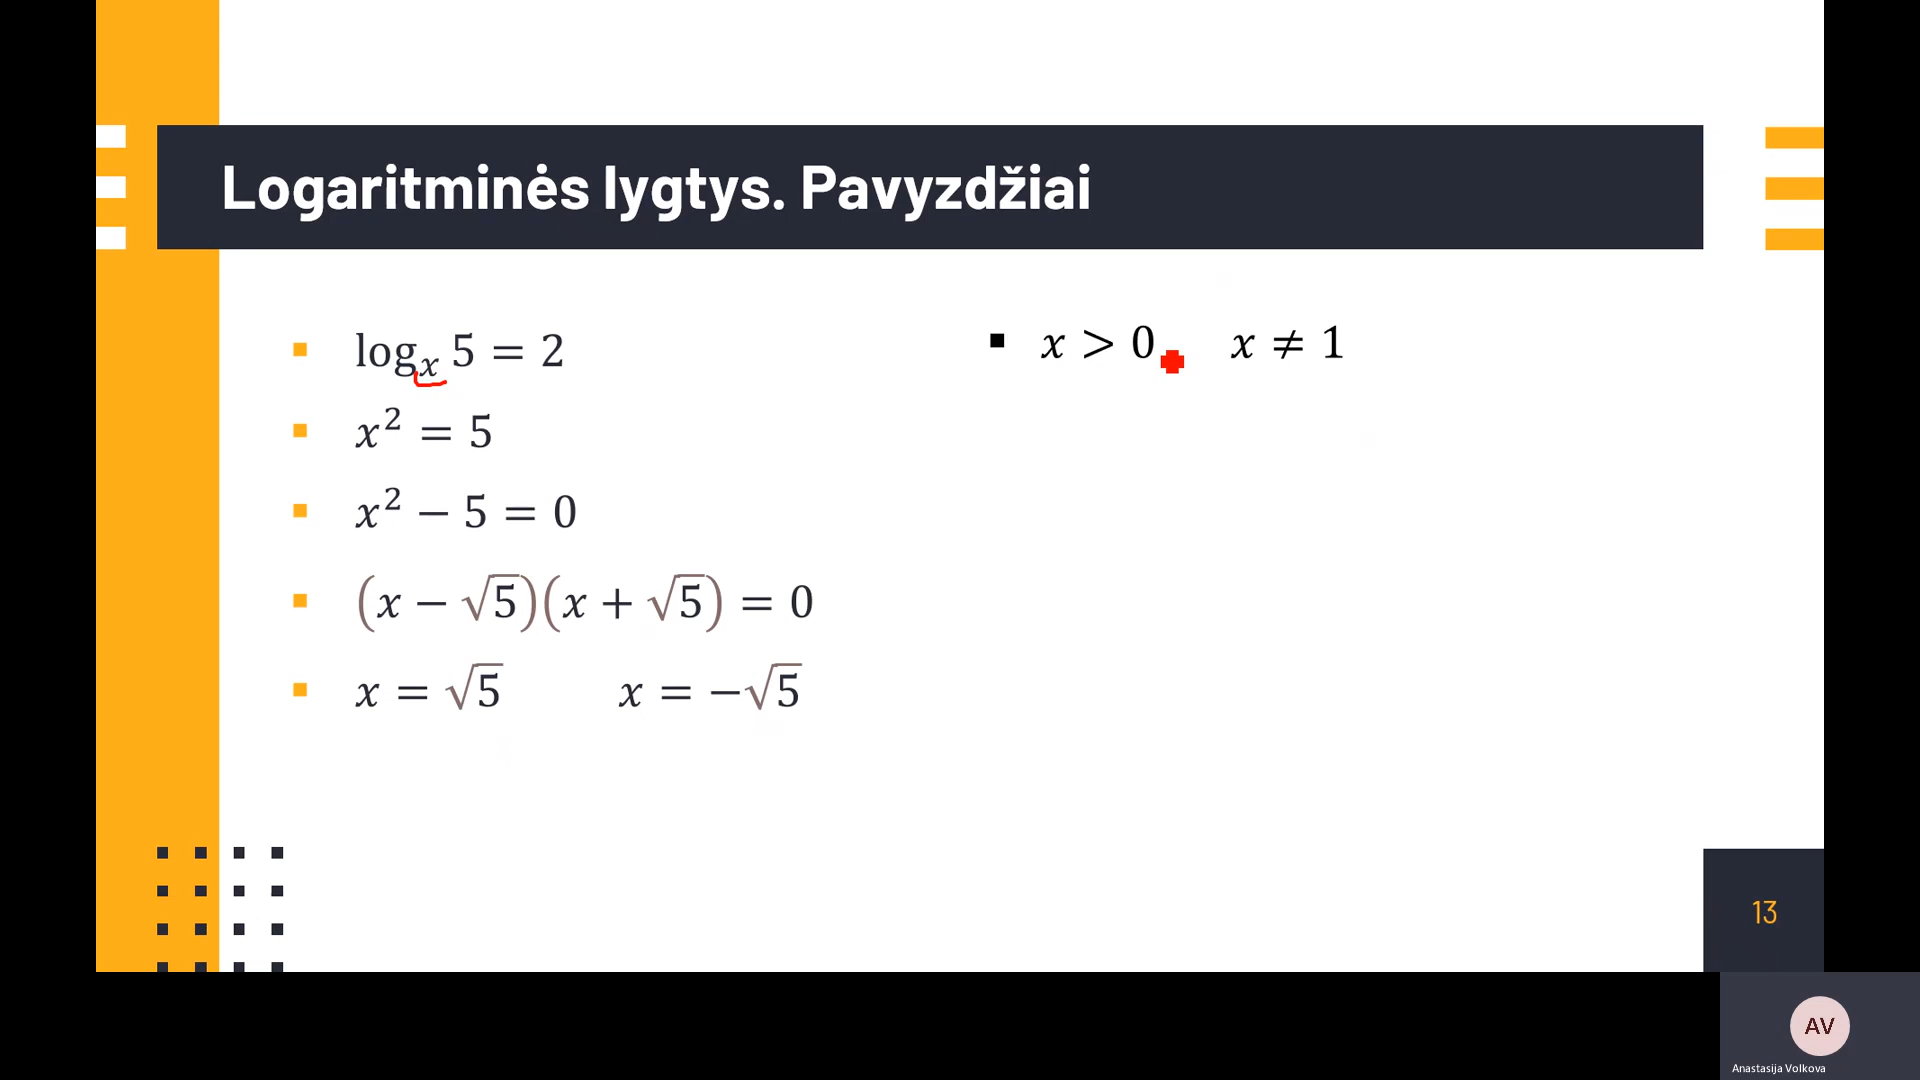 Logaritminės lygtys. Pavyzdžiai
logₓ 5 = 2
x² = 5
x² − 5 = 0
(x − √5)(x + √5) = 0
x = √5 x = −√5
x > 0 x ≠ 1
13
AV
Anastasija Volkova